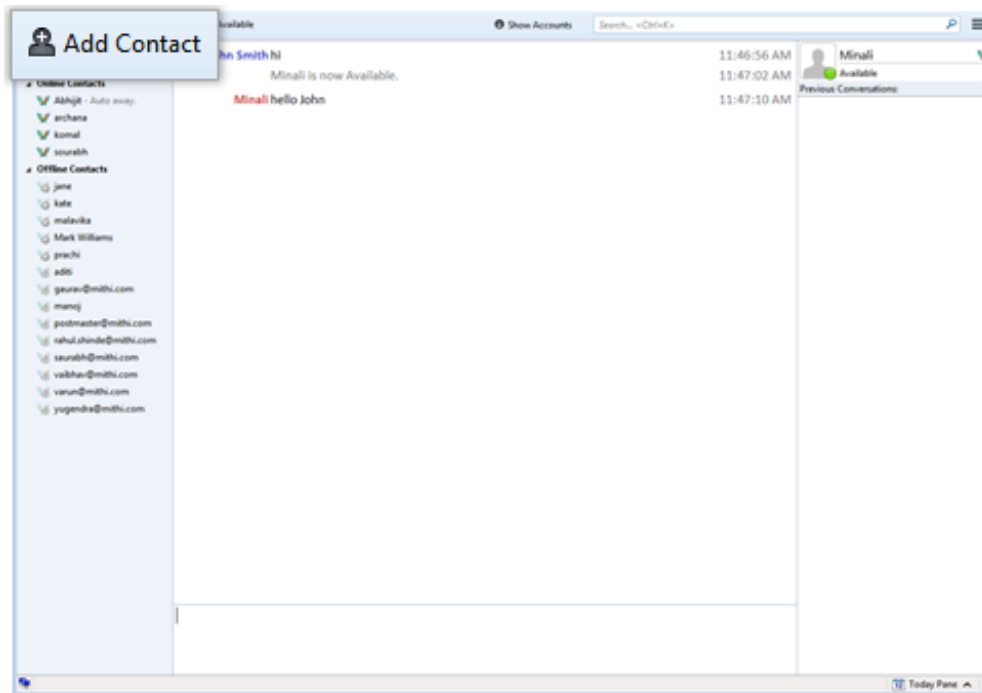 Add Contact
vailable
Show Accounts
Search... <Ctrl+K>
hn Smith hi 11:46:56 AM
Minali is now Available. 11:47:02 AM
Minali hello John 11:47:10 AM
Minali
Available
Previous Conversations:
Online Contacts
Abhijit - Auto away.
archana
komal
sourabh
Offline Contacts
jane
kate
malavika
Mark Williams
prachi
aditi
gaurav@mithi.com
manoj
postmaster@mithi.com
rahul.shinde@mithi.com
saurabh@mithi.com
vaibhav@mithi.com
varun@mithi.com
yugendra@mithi.com
Today Pane